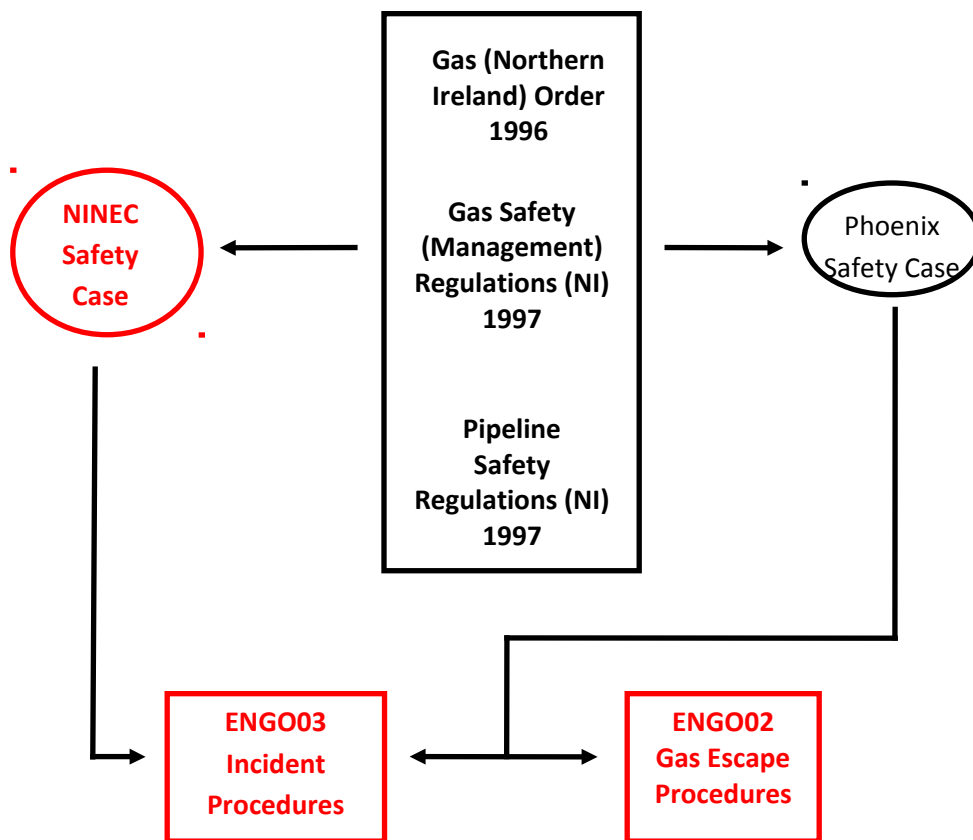 Gas (Northern
Ireland) Order
1996
Gas Safety
(Management)
Regulations (NI)
1997
Pipeline
Safety
Regulations (NI)
1997
NINEC
Safety
Case
Phoenix
Safety Case
ENGO03
Incident
Procedures
ENGO02
Gas Escape
Procedures